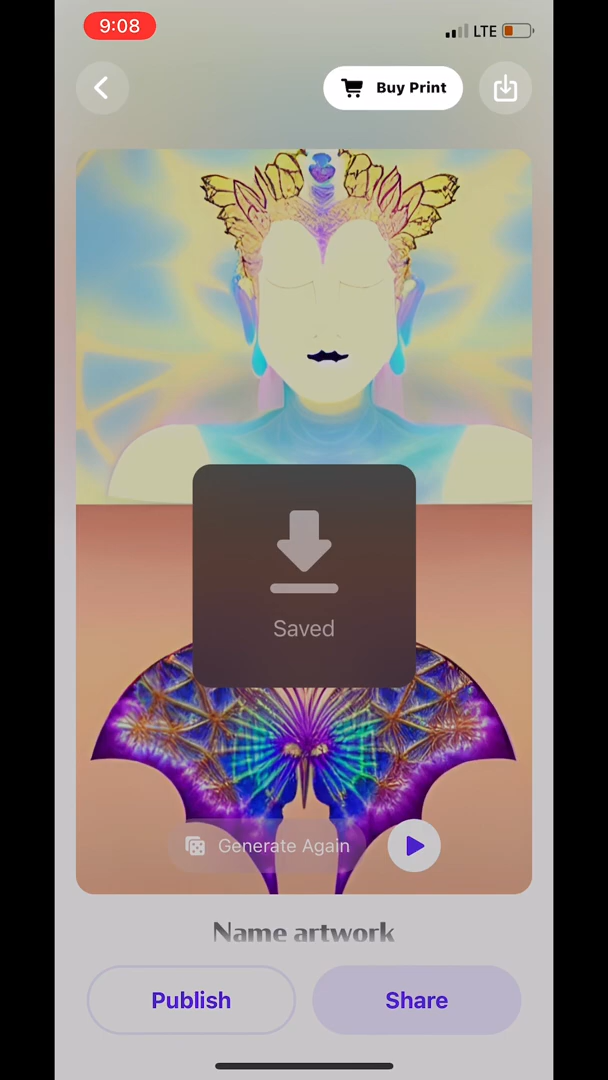 9:08
LTE
Buy Print
Saved
Generate Again
Name artwork
Publish
Share